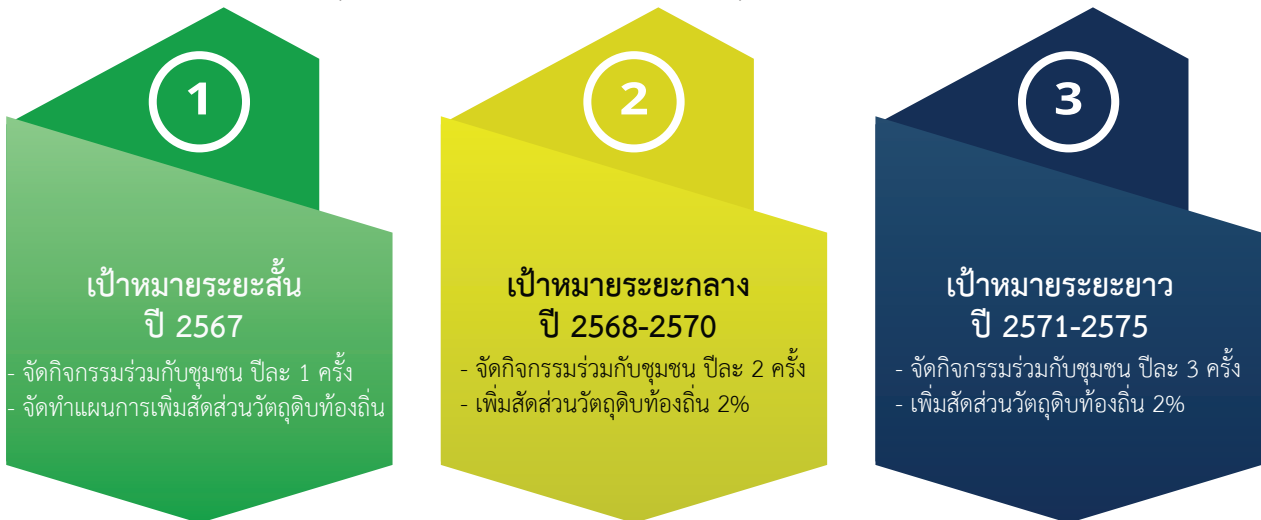 1
เป้าหมายระยะสั้น
ปี 2567
- จัดกิจกรรมร่วมกับชุมชน ปีละ 1 ครั้ง
- จัดทำแผนการเพิ่มสัดส่วนวัตถุดิบท้องถิ่น
2
เป้าหมายระยะกลาง
ปี 2568-2570
- จัดกิจกรรมร่วมกับชุมชน ปีละ 2 ครั้ง
- เพิ่มสัดส่วนวัตถุดิบท้องถิ่น 2%
3
เป้าหมายระยะยาว
ปี 2571-2575
- จัดกิจกรรมร่วมกับชุมชน ปีละ 3 ครั้ง
- เพิ่มสัดส่วนวัตถุดิบท้องถิ่น 2%